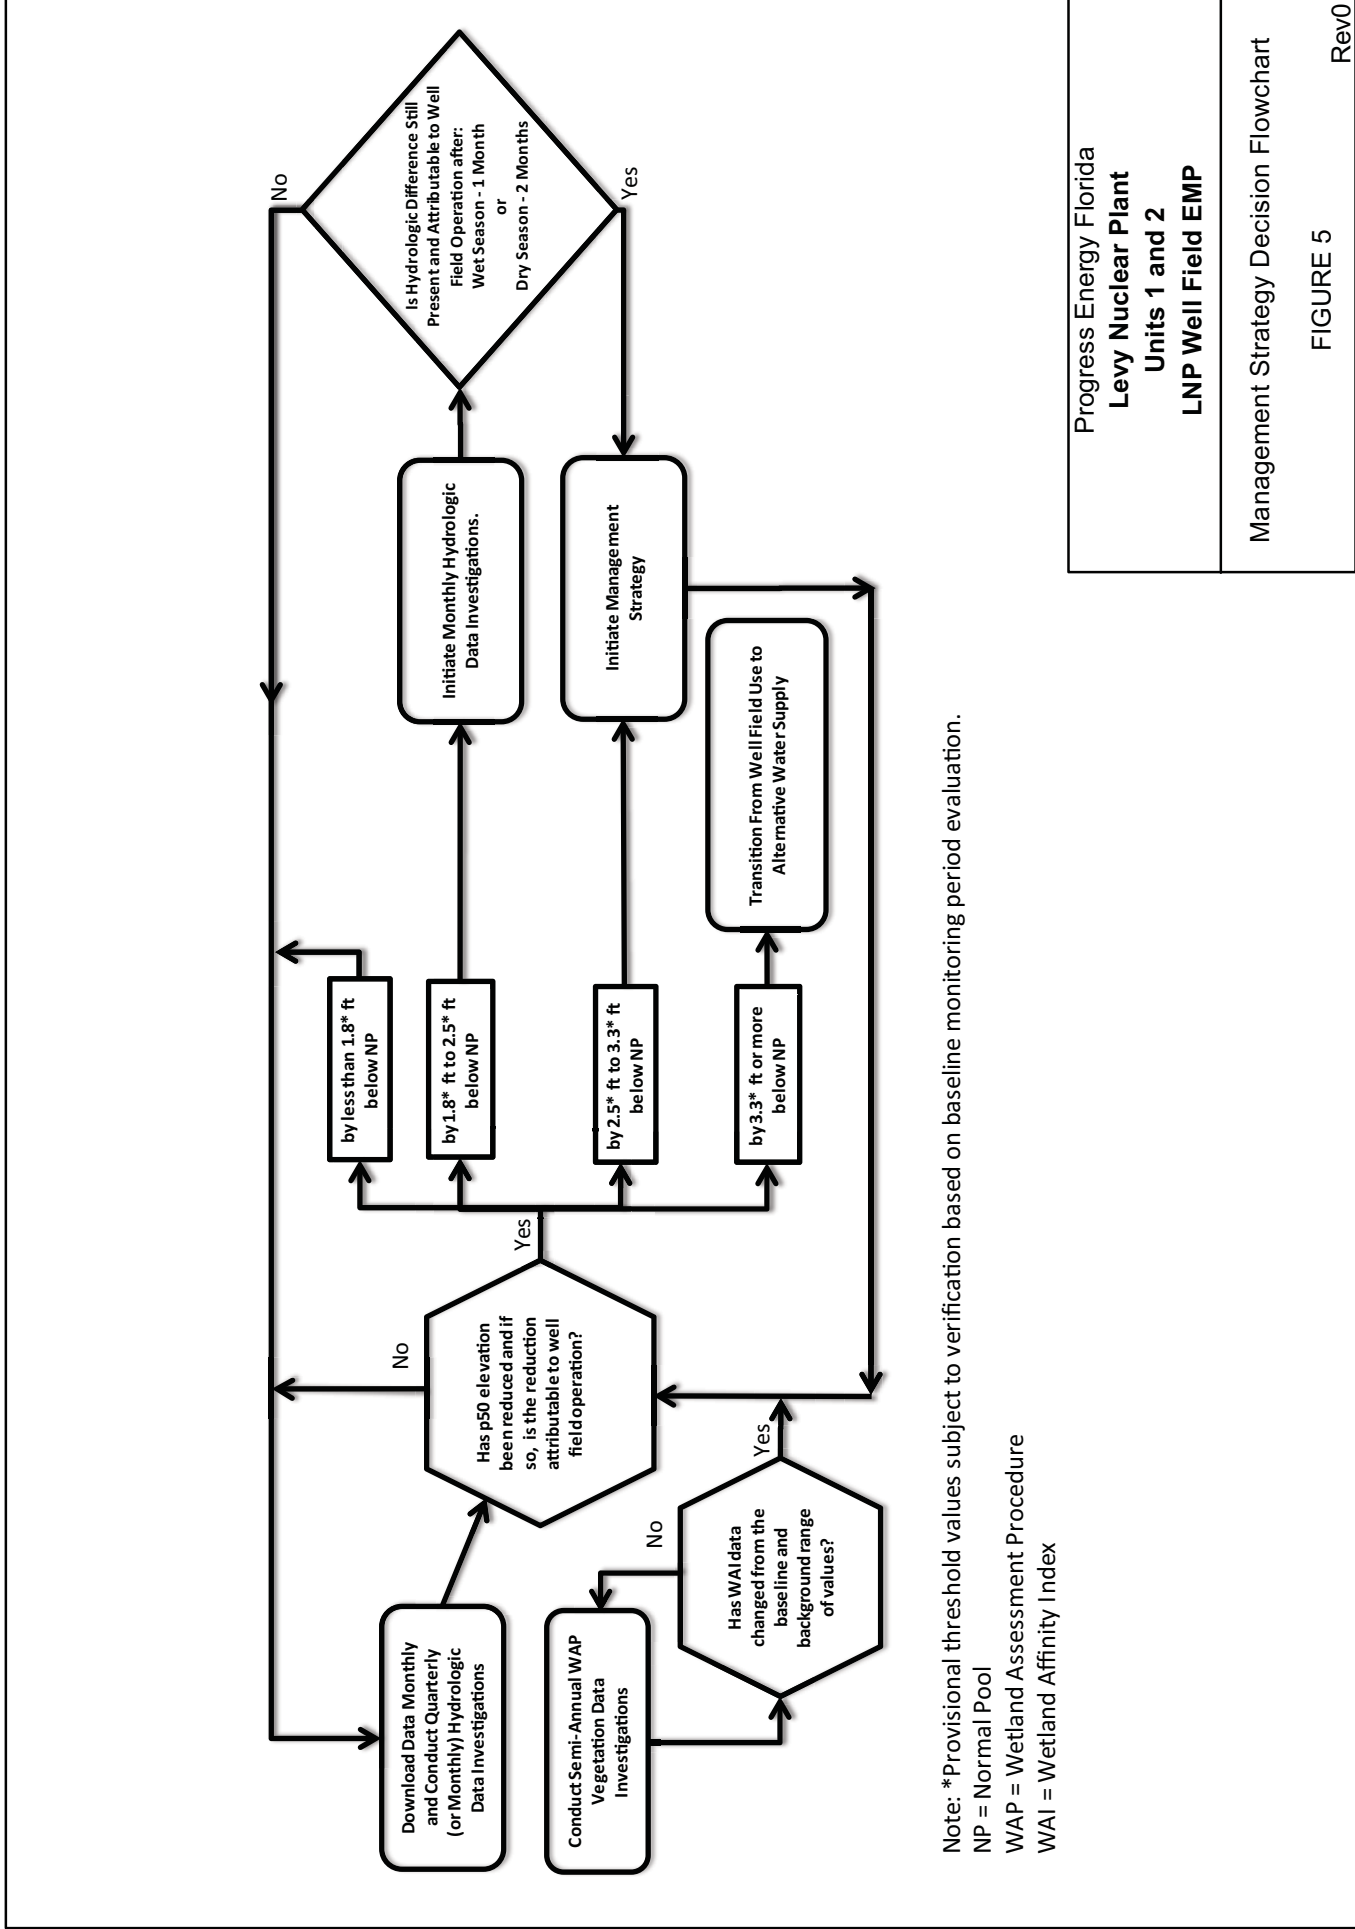 Download Data Monthly
and Conduct Quarterly
(or Monthly) Hydrologic
Data Investigations
Conduct Semi-Annual WAP
Vegetation Data
Investigations
Has WAI data
changed from the
baseline and
background range
of values?
No
Yes
Has p50 elevation
been reduced and if
so, is the reduction
attributable to well
field operation?
No
Yes
by less than 1.8* ft
below NP
by 1.8* ft to 2.5* ft
below NP
by 2.5* ft to 3.3* ft
below NP
by 3.3* ft or more
below NP
Initiate Monthly Hydrologic
Data Investigations.
Initiate Management
Strategy
Transition From Well Field Use to
Alternative Water Supply
Is Hydrologic Difference Still
Present and Attributable to Well
Field Operation after:
Wet Season - 1 Month
or
Dry Season - 2 Months
No
Yes
Note: *Provisional threshold values subject to verification based on baseline monitoring period evaluation.
NP = Normal Pool
WAP = Wetland Assessment Procedure
WAI = Wetland Affinity Index
Progress Energy Florida
Levy Nuclear Plant
Units 1 and 2
LNP Well Field EMP
Management Strategy Decision Flowchart
FIGURE 5
Rev0